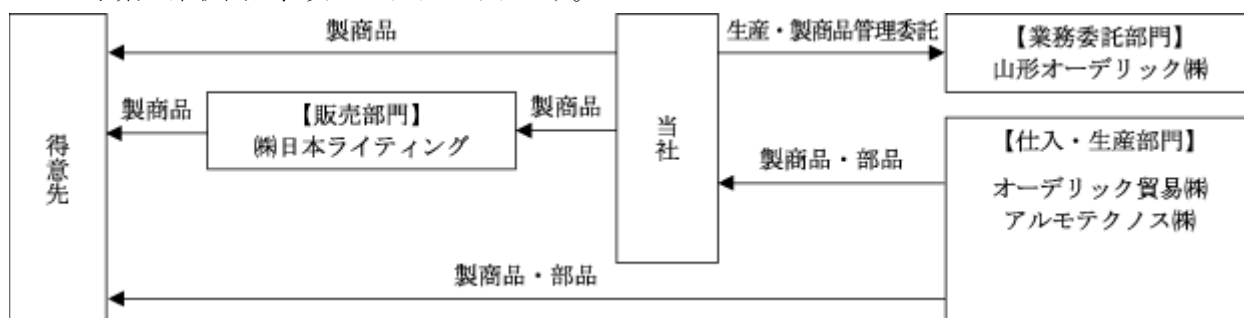 製商品
生産・製商品管理委託
【業務委託部門】
山形オーデリック㈱
製商品
【販売部門】
㈱日本ライティング
製商品
得意先
当社
製商品・部品
【仕入・生産部門】
オーデリック貿易㈱
アルモテクノス㈱
製商品・部品